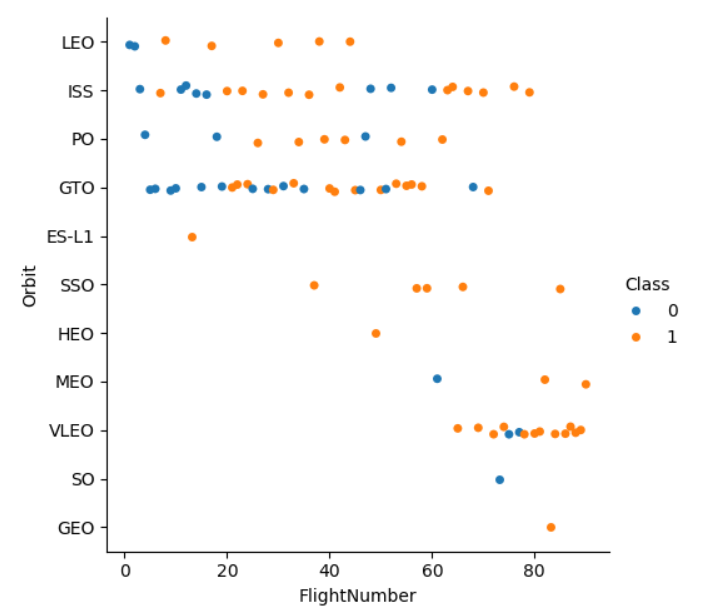 LEO
ISS
PO
GTO
ES-L1
SSO
HEO
MEO
VLEO
SO
GEO
Orbit
0 20 40 60 80
FlightNumber
Class
0
1